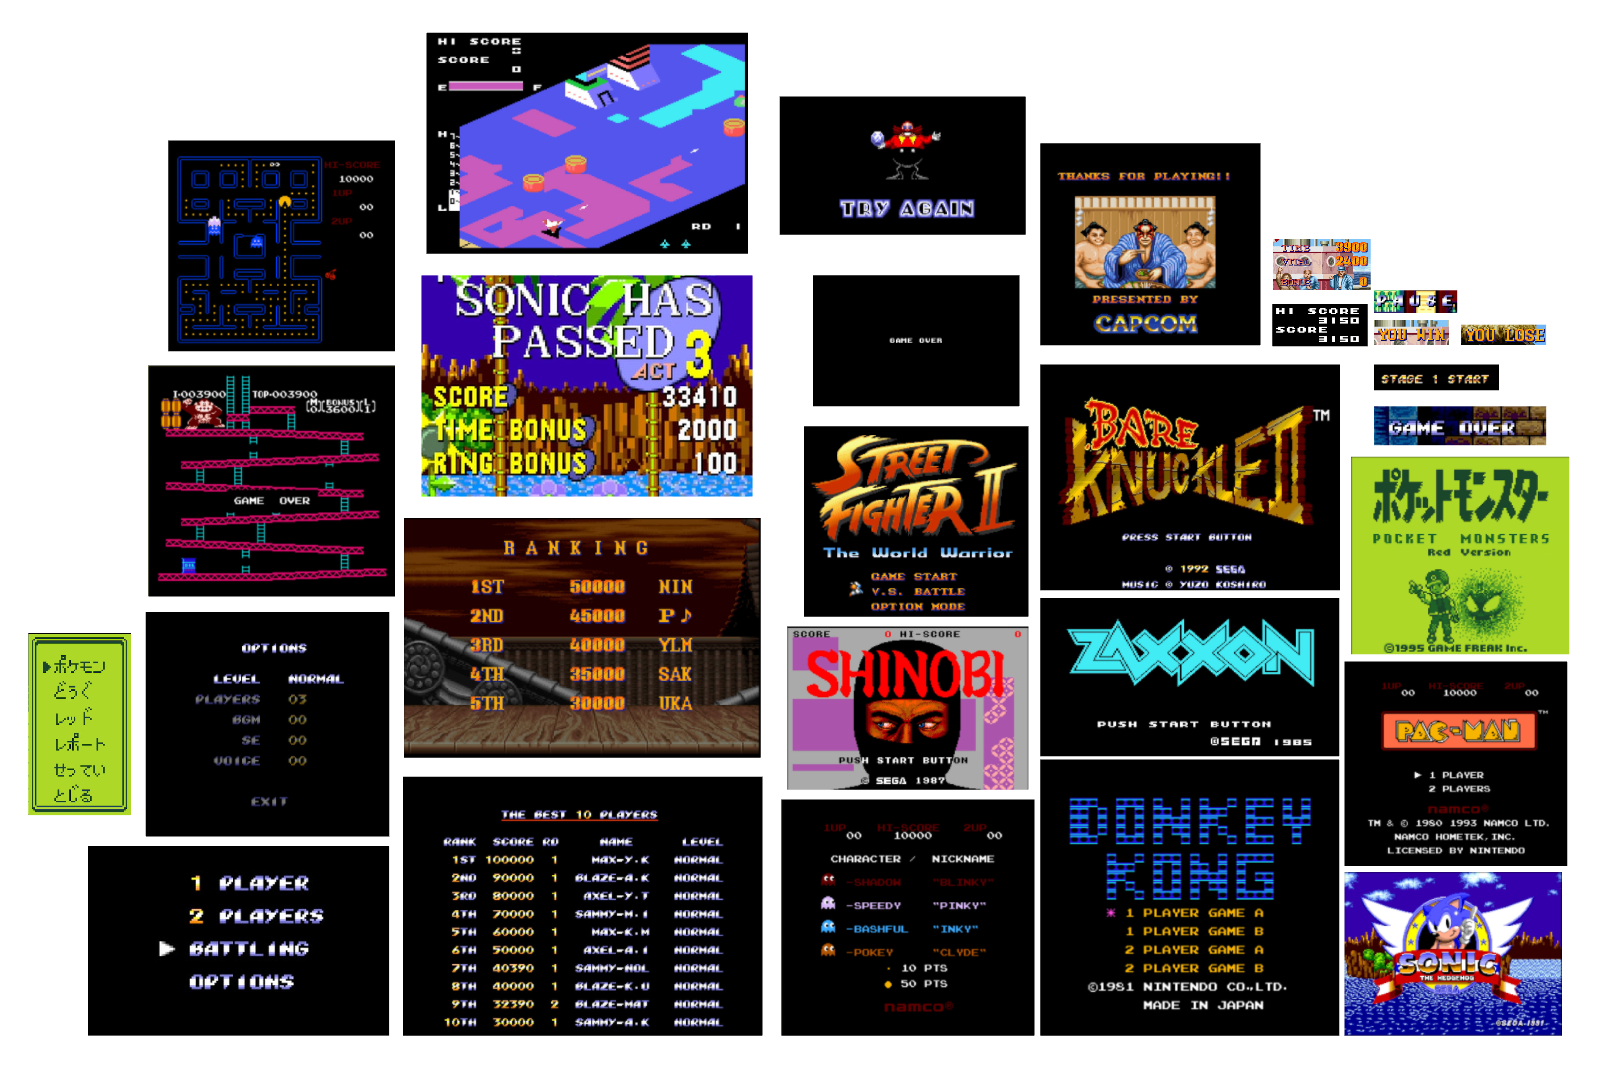 HI SCORE
0
SCORE
0
E F
H
7
6
5
4
3
2
1
0
L
RD 1
HI-SCORE
10000
1UP
00
2UP
00
TRY AGAIN
THANKS FOR PLAYING!!
PRESENTED BY
CAPCOM
TIME 3900
VITAL 2400
0
HI SCORE
3150
SCORE
3150
PAUSE
YOU WIN
YOU LOSE
STAGE 1 START
GAME OVER
SONIC HAS
PASSED
ACT 3
SCORE 33410
TIME BONUS 2000
RING BONUS 100
GAME OVER
I-003900 TOP-003900
GAME OVER
STREET
FIGHTER II
The World Warrior
GAME START
V.S. BATTLE
OPTION MODE
BARE
KNUCKLE II
TM
PRESS START BUTTON
© 1992 SEGA
MUSIC © YUZO KOSHIRO
ポケットモンスター
POCKET MONSTERS
Red Version
©1995 GAME FREAK Inc.
RANKING
1ST 50000 NIN
2ND 45000 P♪
3RD 40000 YLM
4TH 35000 SAK
5TH 30000 UKA
▶ポケモン
どうぐ
レッド
レポート
せってい
とじる
OPTIONS
LEVEL NORMAL
PLAYERS 03
BGM 00
SE 00
VOICE 00
EXIT
SCORE 0 HI-SCORE 0
SHINOBI
PUSH START BUTTON
© SEGA 1987
ZAXXON
PUSH START BUTTON
©SEGA 1985
1UP HI-SCORE 2UP
00 10000 00
PAC-MAN
TM
▶ 1 PLAYER
2 PLAYERS
namco®
TM & © 1980 1993 NAMCO LTD.
NAMCO HOMETEK, INC.
LICENSED BY NINTENDO
1 PLAYER
2 PLAYERS
▶ BATTLING
OPTIONS
THE BEST 10 PLAYERS
RANK SCORE RD NAME LEVEL
1ST 100000 1 MAX-Y.K NORMAL
2ND 90000 1 BLAZE-A.K NORMAL
3RD 80000 1 AXEL-Y.T NORMAL
4TH 70000 1 SAMMY-M.I NORMAL
5TH 60000 1 MAX-K.M NORMAL
6TH 50000 1 AXEL-A.I NORMAL
7TH 40390 1 SAMMY-NOL NORMAL
8TH 40000 1 BLAZE-K.U NORMAL
9TH 32390 2 BLAZE-MAT NORMAL
10TH 30000 1 SAMMY-A.K NORMAL
1UP HI-SCORE 2UP
00 10000 00
CHARACTER / NICKNAME
-SHADOW "BLINKY"
-SPEEDY "PINKY"
-BASHFUL "INKY"
-POKEY "CLYDE"
10 PTS
50 PTS
namco®
DONKEY
KONG
1 PLAYER GAME A
1 PLAYER GAME B
2 PLAYER GAME A
2 PLAYER GAME B
©1981 NINTENDO CO.,LTD.
MADE IN JAPAN
SONIC
THE HEDGEHOG
SEGA
©SEGA 1991